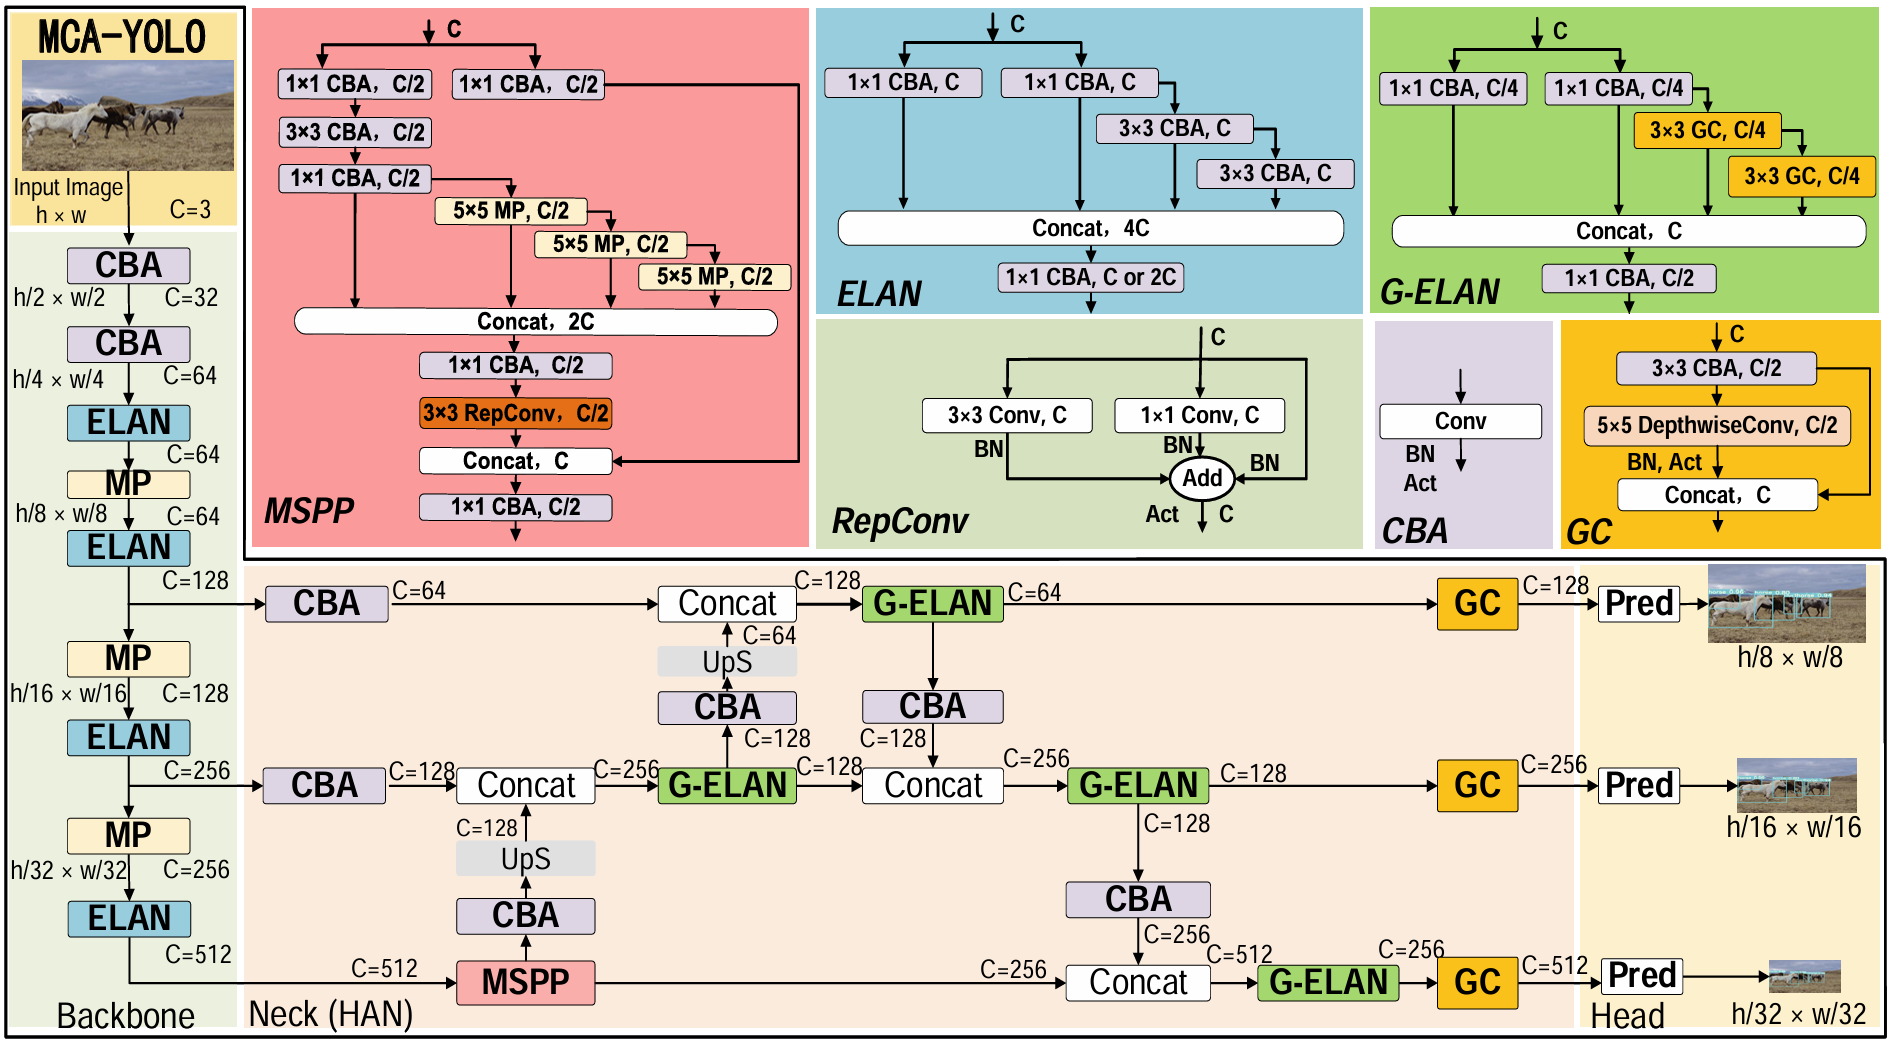 MCA-YOLO
Input Image
h × w
C=3
CBA
h/2 × w/2
C=32
CBA
h/4 × w/4
C=64
ELAN
C=64
MP
h/8 × w/8
C=64
ELAN
C=128
MP
h/16 × w/16
C=128
ELAN
C=256
MP
h/32 × w/32
C=256
ELAN
C=512
Backbone
C
1×1 CBA, C/2
1×1 CBA, C/2
3×3 CBA, C/2
1×1 CBA, C/2
5×5 MP, C/2
5×5 MP, C/2
5×5 MP, C/2
Concat, 2C
1×1 CBA, C/2
3×3 RepConv, C/2
Concat, C
1×1 CBA, C/2
MSPP
C
1×1 CBA, C
1×1 CBA, C
3×3 CBA, C
3×3 CBA, C
Concat, 4C
1×1 CBA, C or 2C
ELAN
C
1×1 CBA, C/4
1×1 CBA, C/4
3×3 GC, C/4
3×3 GC, C/4
Concat, C
1×1 CBA, C/2
G-ELAN
C
3×3 Conv, C
1×1 Conv, C
BN
BN
BN
Add
Act
C
RepConv
Conv
BN
Act
CBA
C
3×3 CBA, C/2
5×5 DepthwiseConv, C/2
BN, Act
Concat, C
GC
CBA
C=64
Concat
C=128
G-ELAN
C=64
GC
C=128
Pred
h/8 × w/8
C=64
UpS
CBA
C=128
CBA
C=128
CBA
C=128
Concat
C=256
G-ELAN
C=128
Concat
C=256
G-ELAN
C=128
GC
C=256
Pred
h/16 × w/16
C=128
UpS
CBA
C=128
CBA
C=256
C=512
MSPP
C=256
Concat
C=512
G-ELAN
C=256
GC
C=512
Pred
h/32 × w/32
Neck (HAN)
Head